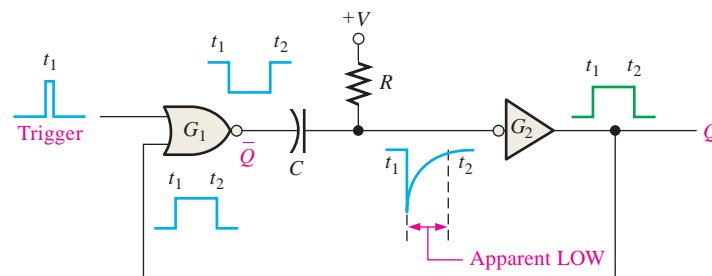 +V
t1 t2
t1
R
t1 t2
Trigger
G1
Q̅
C
G2
Q
t1 t2
t1 t2
Apparent LOW